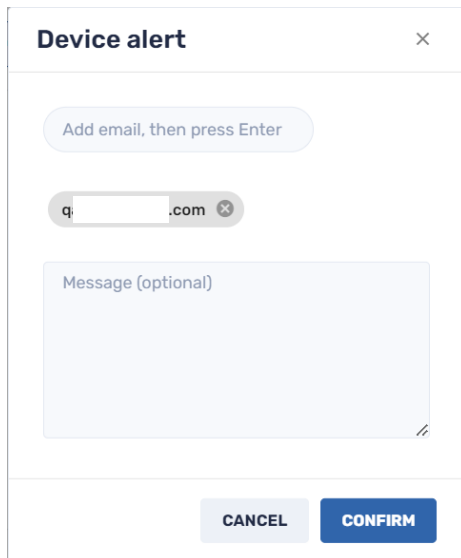 Device alert
Add email, then press Enter
.com
Message (optional)
CANCEL
CONFIRM